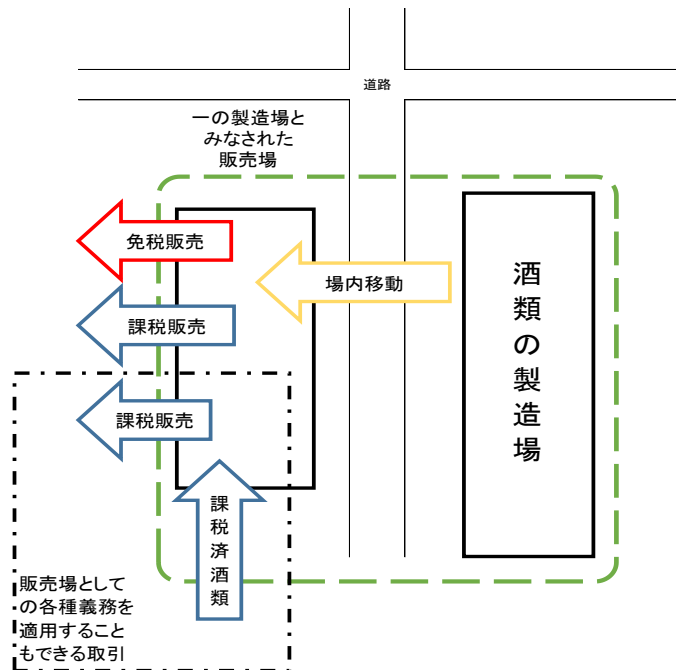 道路
一の製造場と
みなされた
販売場
免税販売
場内移動
酒類の製造場
課税販売
課税販売
課税済酒類
販売場として
の各種義務を
適用すること
もできる取引